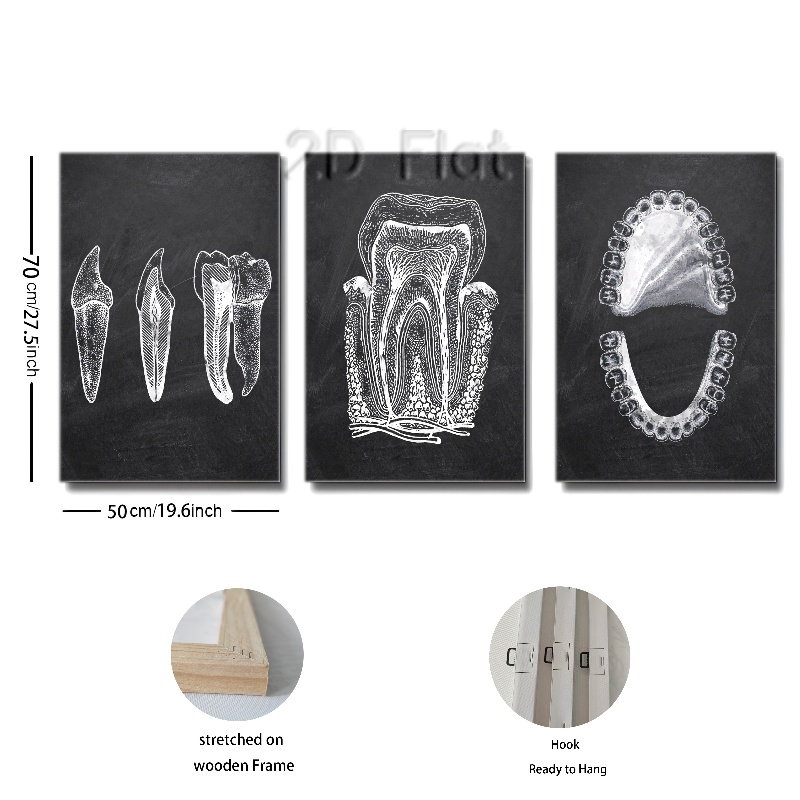 2D Flat
70cm/27.5inch
50cm/19.6inch
stretched on
wooden Frame
Hook
Ready to Hang